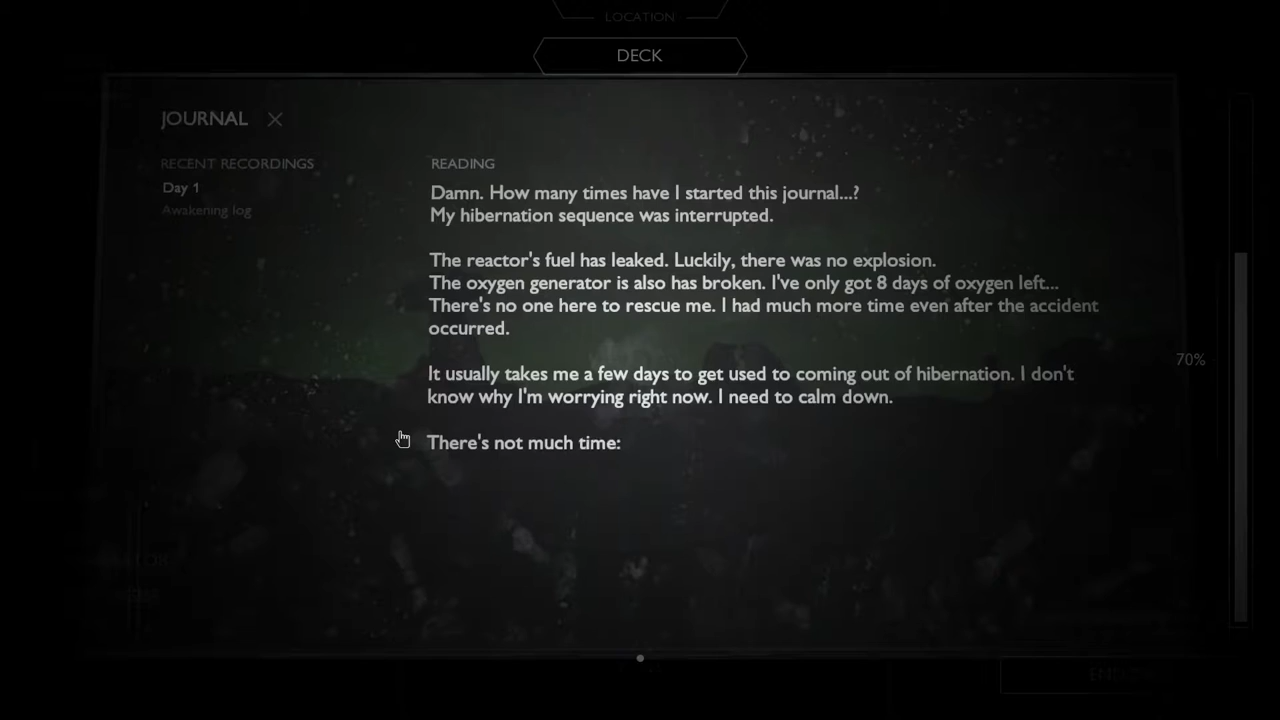 LOCATION
DECK
JOURNAL
RECENT RECORDINGS
Day 1
Awakening log
READING
Damn. How many times have I started this journal...?
My hibernation sequence was interrupted.
The reactor's fuel has leaked. Luckily, there was no explosion.
The oxygen generator is also has broken. I've only got 8 days of oxygen left...
There's no one here to rescue me. I had much more time even after the accident
occurred.
It usually takes me a few days to get used to coming out of hibernation. I don't
know why I'm worrying right now. I need to calm down.
There's not much time:
70%